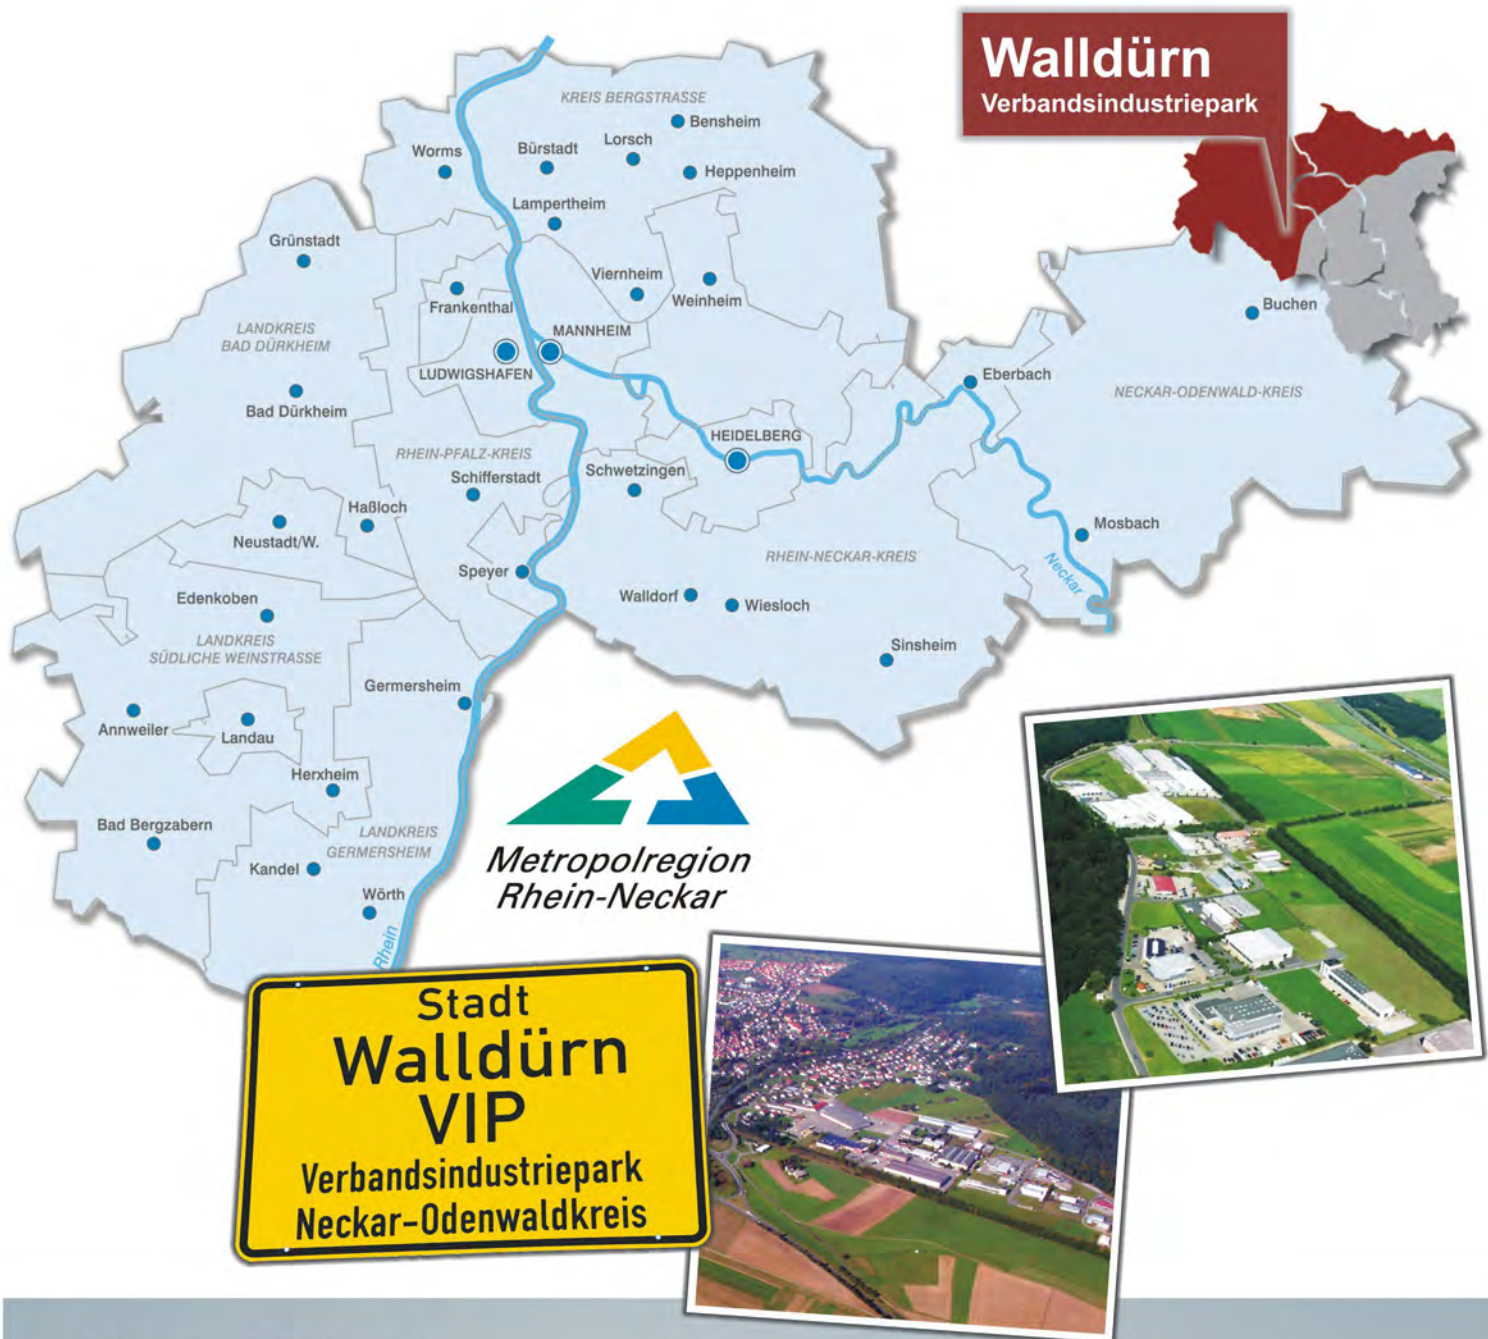 Walldürn
Verbandsindustriepark
KREIS BERGSTRASSE
Bensheim
Lorsch
Bürstadt
Worms
Heppenheim
Lampertheim
Grünstadt
Viernheim
Weinheim
Frankenthal
Buchen
LANDKREIS
BAD DÜRKHEIM
MANNHEIM
LUDWIGSHAFEN
Eberbach
NECKAR-ODENWALD-KREIS
Bad Dürkheim
HEIDELBERG
RHEIN-PFALZ-KREIS
Schifferstadt
Schwetzingen
Haßloch
Neustadt/W.
Mosbach
RHEIN-NECKAR-KREIS
Speyer
Neckar
Edenkoben
Walldorf
Wiesloch
LANDKREIS
SÜDLICHE WEINSTRASSE
Sinsheim
Germersheim
Annweiler
Landau
Herxheim
Bad Bergzabern
LANDKREIS
GERMERSHEIM
Kandel
Wörth
Rhein
Metropolregion
Rhein-Neckar
Stadt
Walldürn
VIP
Verbandsindustriepark
Neckar-Odenwaldkreis